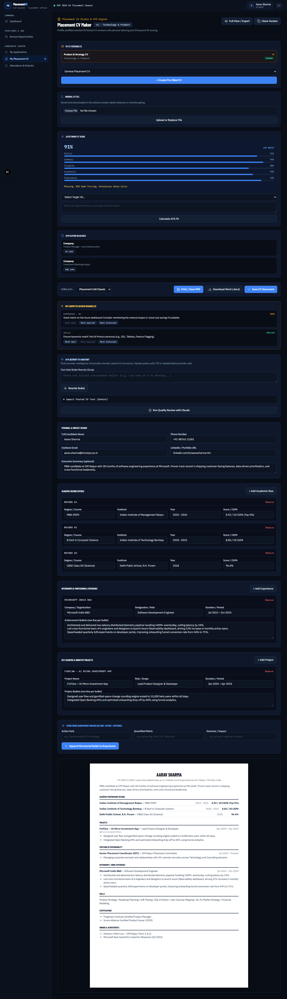 PO
PlacementOS
IIM RAIPUR · PLACEMENT OFFICE
PGP 2024-26 Placement Season
A
Aarav Sharma
STUDENT
COMMAND
Dashboard
PIPELINES & JDS
Browse Opportunities
CANDIDATE CENTER
My Applications
My Placement CV
Attendance & Defaults
N
Placement CV Studio & ATS Engine
Placement CV Maker
v1 · Technology & Product
Profile-prefilled standard B-School CV versions with persona tailoring and JD keyword fit scoring.
Full View / Export
Clone Version
MY CV VERSIONS (1)
Product & Strategy CV
v1
Technology & Product
PRIMARY
General Placement CV
+ Create Pre-filled CV
ORIGINAL CV FILE
Stored and downloaded in full without contact-detail redaction or shortlist gating.
Choose File No file chosen
Upload or Replace File
JD KEYWORD FIT SCORE
91%
ATS MATCH
Skills 92%
Summary 95%
Projects 88%
Academics 90%
Experience 94%
Missing: B2B SaaS Pricing, Enterprise Sales Cycle
Select Target JD...
Paste JD requirements to calculate section match...
Calculate ATS Fit
APPLICATION DEADLINES
Company
Product Manager - Core Infrastructure
7d left
Company
Investment Banking Analyst
10d left
TEMPLATE:
Placement Cell Classic
Print / Save PDF
Download Word (.docx)
Save CV Document
SPC COMMITTEE REVIEW REMARKS (2)
EXPERIENCE · B2
OPEN
Great metric on the Azure dashboard! Consider mentioning the revenue impact or cloud cost savings if available.
Mark open Mark applied Mark dismissed
SKILLS
APPLIED
Ensure keywords match Tech & Product personas (e.g., SQL, Tableau, Feature Flagging).
Mark open Mark applied Mark dismissed
AI PLACEMENT CV ASSISTANT
Multi-provider intelligence: Groq bullet rewrites, Gemini CV structurer, Claude quality audit. PII is masked before provider calls.
Fact-Safe Bullet Rewrite (Groq)
Paste one factual achievement bullet (e.g. Led team of 5 to develop...)
Rewrite Bullet
Import Pasted CV Text (Gemini)
Run Quality Review with Claude
PERSONAL & CONTACT HEADER
Full Candidate Name Phone Number
Aarav Sharma +91 98765 11001
Institute Email LinkedIn / Portfolio URL
aarav.sharma@iimraipur.ac.in linkedin.com/in/aaravsharma-iim
Executive Summary (optional)
MBA candidate at IIM Raipur with 28 months of software engineering experience at Microsoft. Proven track record in shipping customer-facing features, data-driven prioritization, and
cross-functional leadership.
ACADEMIC RECORD ENTRIES
+ Add Academic Row
RECORD #1
Remove
Degree / Course Institute Year Score / CGPA
MBA (PGP) Indian Institute of Management Raipur 2024 - 2026 8.92 / 10 CGPA (Top 5%)
RECORD #2
Remove
Degree / Course Institute Year Score / CGPA
B.Tech in Computer Science Indian Institute of Technology Bombay 2018 - 2022 8.85 / 10 CGPA
RECORD #3
Remove
Degree / Course Institute Year Score / CGPA
CBSE Class XII (Science) Delhi Public School, R.K. Puram 2018 96.4%
INTERNSHIPS & PROFESSIONAL EXPERIENCE
+ Add Experience
MICROSOFT INDIA R&D
Remove
Company / Organization Designation / Role Duration / Period
Microsoft India R&D Software Development Engineer Jul 2022 – Oct 2024
Achievement Bullets (one line per bullet)
Architected and delivered low-latency distributed telemetry pipeline handling 140M+ events/day, cutting latency by 34%.
Led cross-functional team of 6 engineers and designers to launch Azure Observability dashboard, driving 22% increase in monthly active users.
Spearheaded quarterly A/B experiments on developer portal, improving onboarding funnel conversion rate from 54% to 71%.
KEY ACADEMIC & INDUSTRY PROJECTS
+ Add Project
FINFLOW — AI MICRO-INVESTMENT APP
Remove
Project Name Role / Scope Duration / Period
FinFlow — AI Micro-Investment App Lead Product Designer & Developer Jan 2024 – Apr 2024
Project Bullets (one line per bullet)
Designed user flow and gamified spare-change rounding engine scaled to 15,000 beta users within 60 days.
Integrated Open Banking APIs and optimized onboarding drop-off by 40% using funnel analytics.
STRUCTURED ACHIEVEMENT BUILDER (ACTION + METRIC + OUTCOME)
Action Verb Quantified Metric Outcome / Impact
e.g. Spearheaded GTM strategy e.g. delivering 34% CAC reduction e.g. across 4 regional markets
+ Append Structured Bullet to Experience
AARAV SHARMA
+91 98765 11001 | aarav.sharma@iimraipur.ac.in | linkedin.com/in/aaravsharma-iim | Raipur / Mumbai, India
MBA candidate at IIM Raipur with 28 months of software engineering experience at Microsoft. Proven track record in shipping
customer-facing features, data-driven prioritization, and cross-functional leadership.
ACADEMIC PERFORMANCE RECORD
Indian Institute of Management Raipur — MBA (PGP) 2024 - 2026 8.92 / 10 CGPA (Top 5%)
Indian Institute of Technology Bombay — B.Tech in Computer Science 2018 - 2022 8.85 / 10 CGPA
Delhi Public School, R.K. Puram — CBSE Class XII (Science) 2018 96.4%
PROJECTS
FinFlow — AI Micro-Investment App — Lead Product Designer & Developer Jan 2024 – Apr 2024
github.com/aarav/finflow
• Designed user flow and gamified spare-change rounding engine scaled to 15,000 beta users within 60 days.
• Integrated Open Banking APIs and optimized onboarding drop-off by 40% using funnel analytics.
POSITIONS OF RESPONSIBILITY
Senior Placement Coordinator (SPC) — IIM Raipur Placement Committee Jul 2024 – Present
• Managing corporate outreach and relationships with 45+ premier recruiters across Technology and Consulting domains.
INTERNSHIPS / WORK EXPERIENCE
Microsoft India R&D — Software Development Engineer Jul 2022 – Oct 2024
• Architected and delivered low-latency distributed telemetry pipeline handling 140M+ events/day, cutting latency by 34%.
• Led cross-functional team of 6 engineers and designers to launch Azure Observability dashboard, driving 22% increase in monthly
active users.
• Spearheaded quarterly A/B experiments on developer portal, improving onboarding funnel conversion rate from 54% to 71%.
SKILLS
Product Strategy • Roadmap Planning • A/B Testing • SQL & Python • User Journey Mapping • Go-To-Market Strategy • Financial
Modeling
CERTIFICATIONS
• Pragmatic Institute Certified Product Manager
• Scrum Alliance Certified Product Owner (CSPO)
AWARDS & ACHIEVEMENTS
• Director's Merit List — IIM Raipur (Term 1 & 2)
• Microsoft Spot Award for Customer Obsession (Q3 2023)